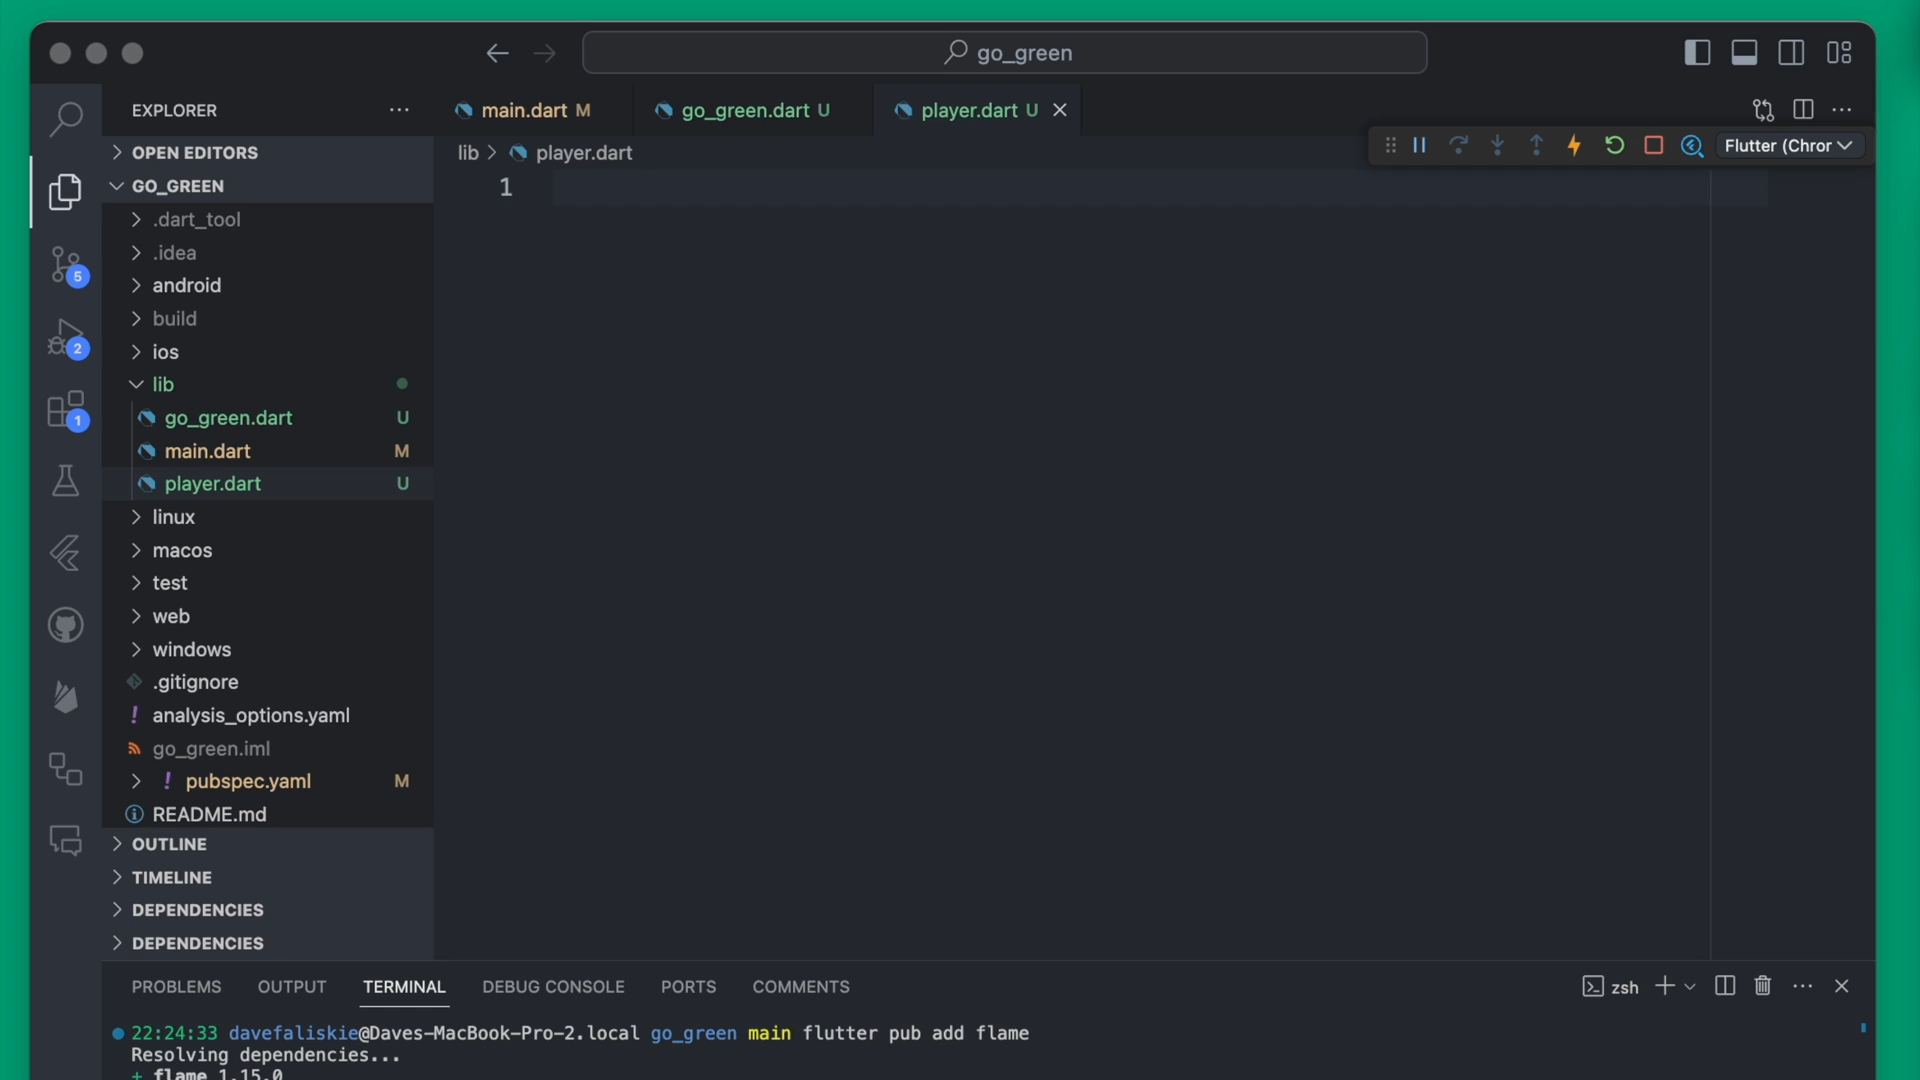 go_green
EXPLORER
main.dart M
go_green.dart U
player.dart U
Flutter (Chror
OPEN EDITORS
lib > player.dart
1
GO_GREEN
.dart_tool
.idea
5
android
build
2
ios
lib
1
go_green.dart U
main.dart M
player.dart U
linux
macos
test
web
windows
.gitignore
! analysis_options.yaml
go_green.iml
! pubspec.yaml M
README.md
OUTLINE
TIMELINE
DEPENDENCIES
DEPENDENCIES
PROBLEMS OUTPUT TERMINAL DEBUG CONSOLE PORTS COMMENTS
zsh
22:24:33 davefaliskie@Daves-MacBook-Pro-2.local go_green main flutter pub add flame
Resolving dependencies...
+ flame 1.15.0